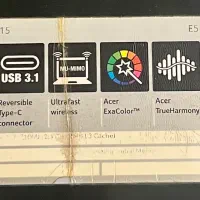 15 E5
USB 3.1
MU-MIMO
Reversible Ultrafast Acer Acer
Type-C wireless ExaColor™ TrueHarmony
connector